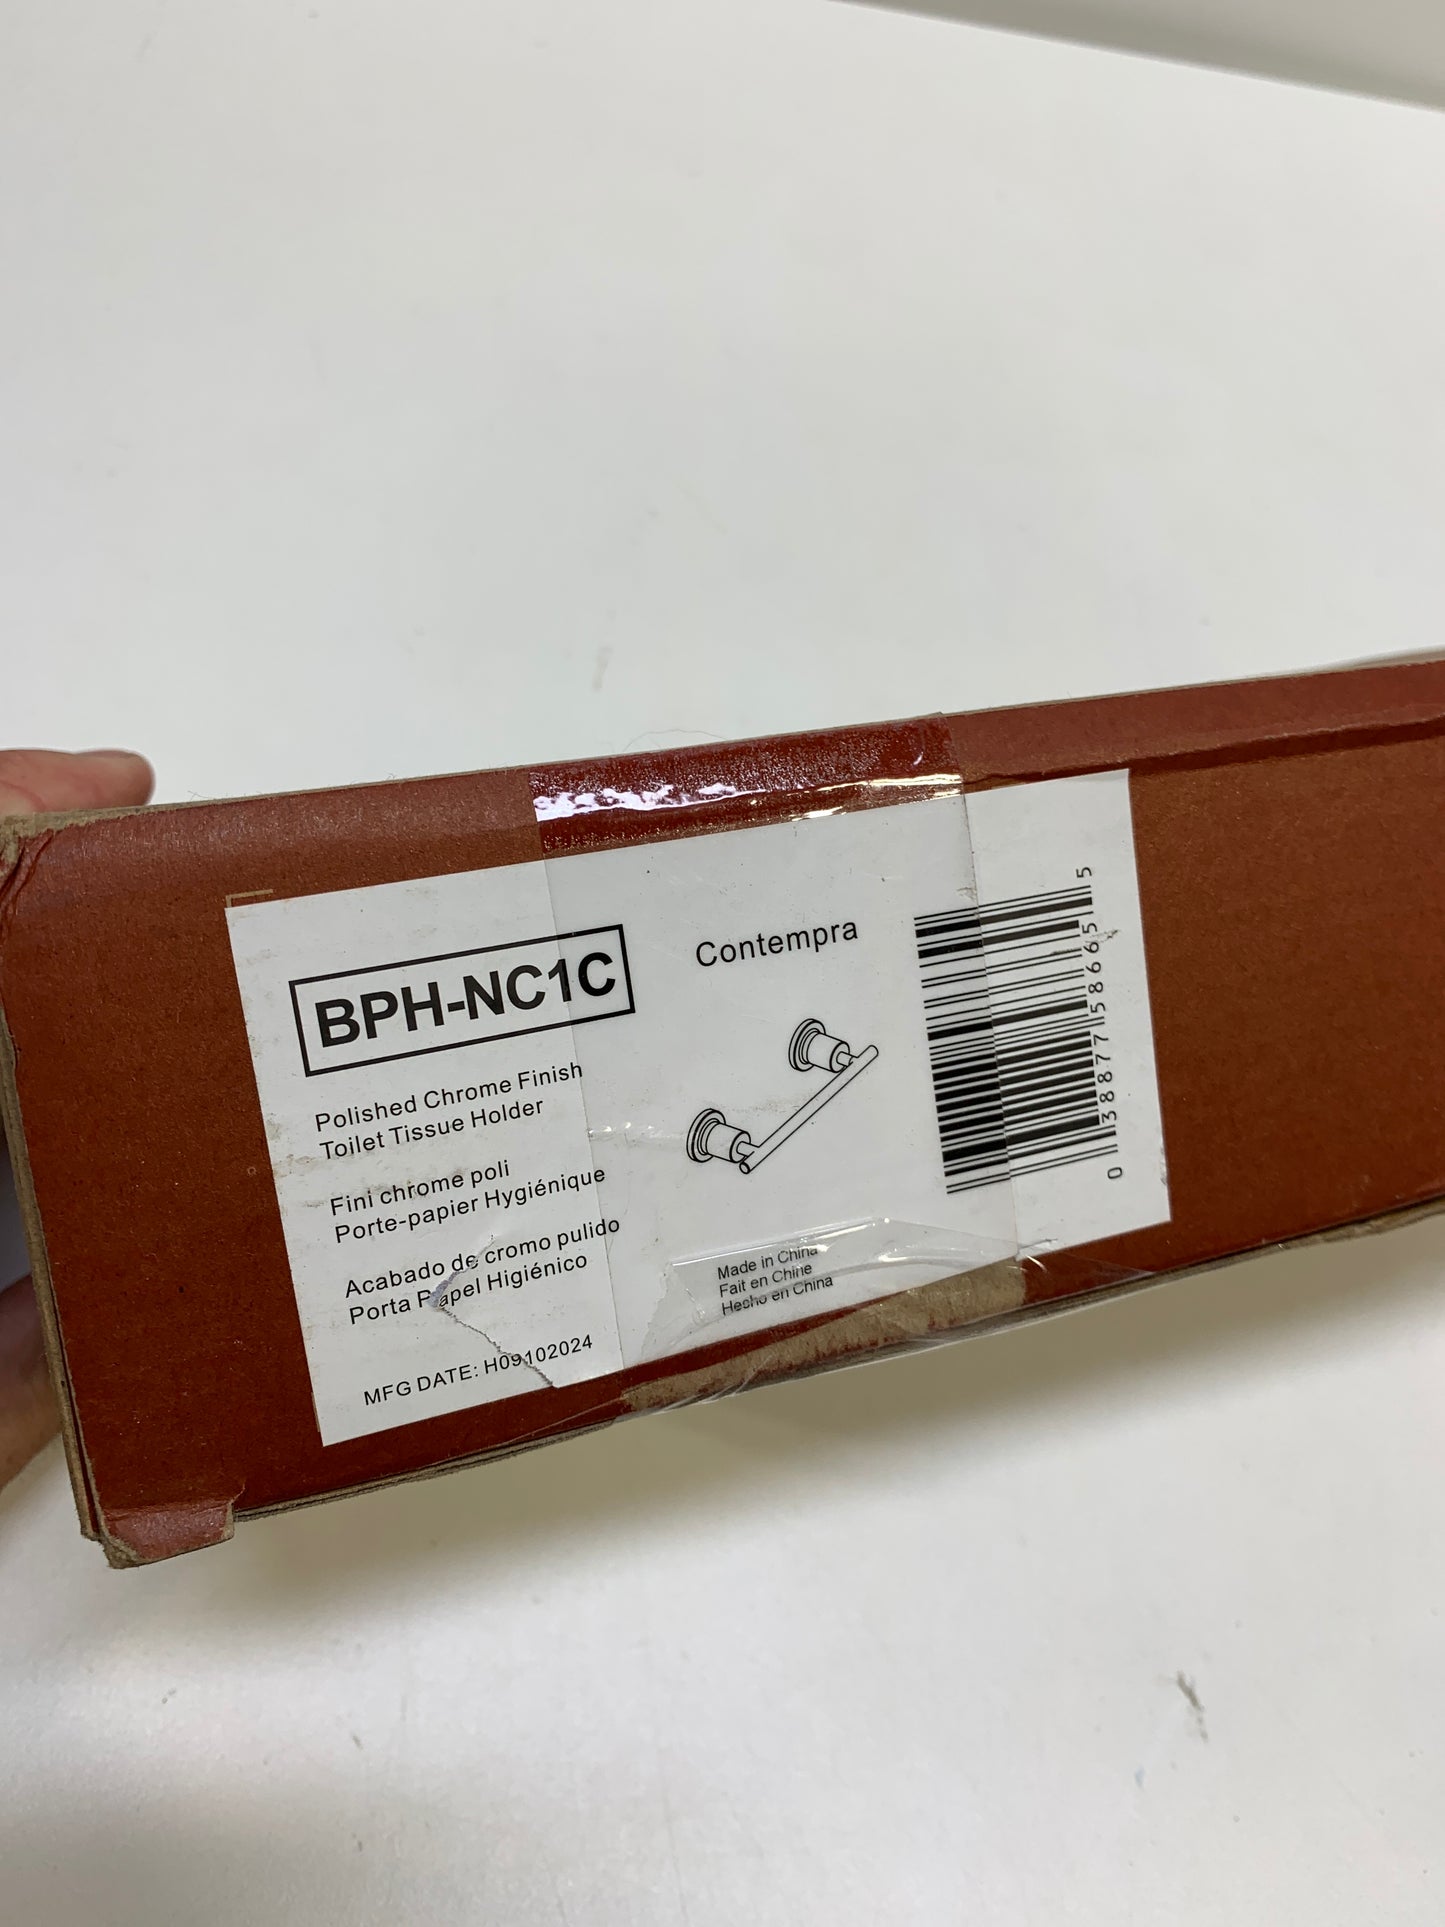 BPH-NC1C
Polished Chrome Finish
Toilet Tissue Holder
Fini chrome poli
Porte-papier Hygiénique
Acabado de cromo pulido
Porta Papel Higiénico
MFG DATE: H09102024
Contempra
Made in China
Fait en Chine
Hecho en China
0 38877 58665 5